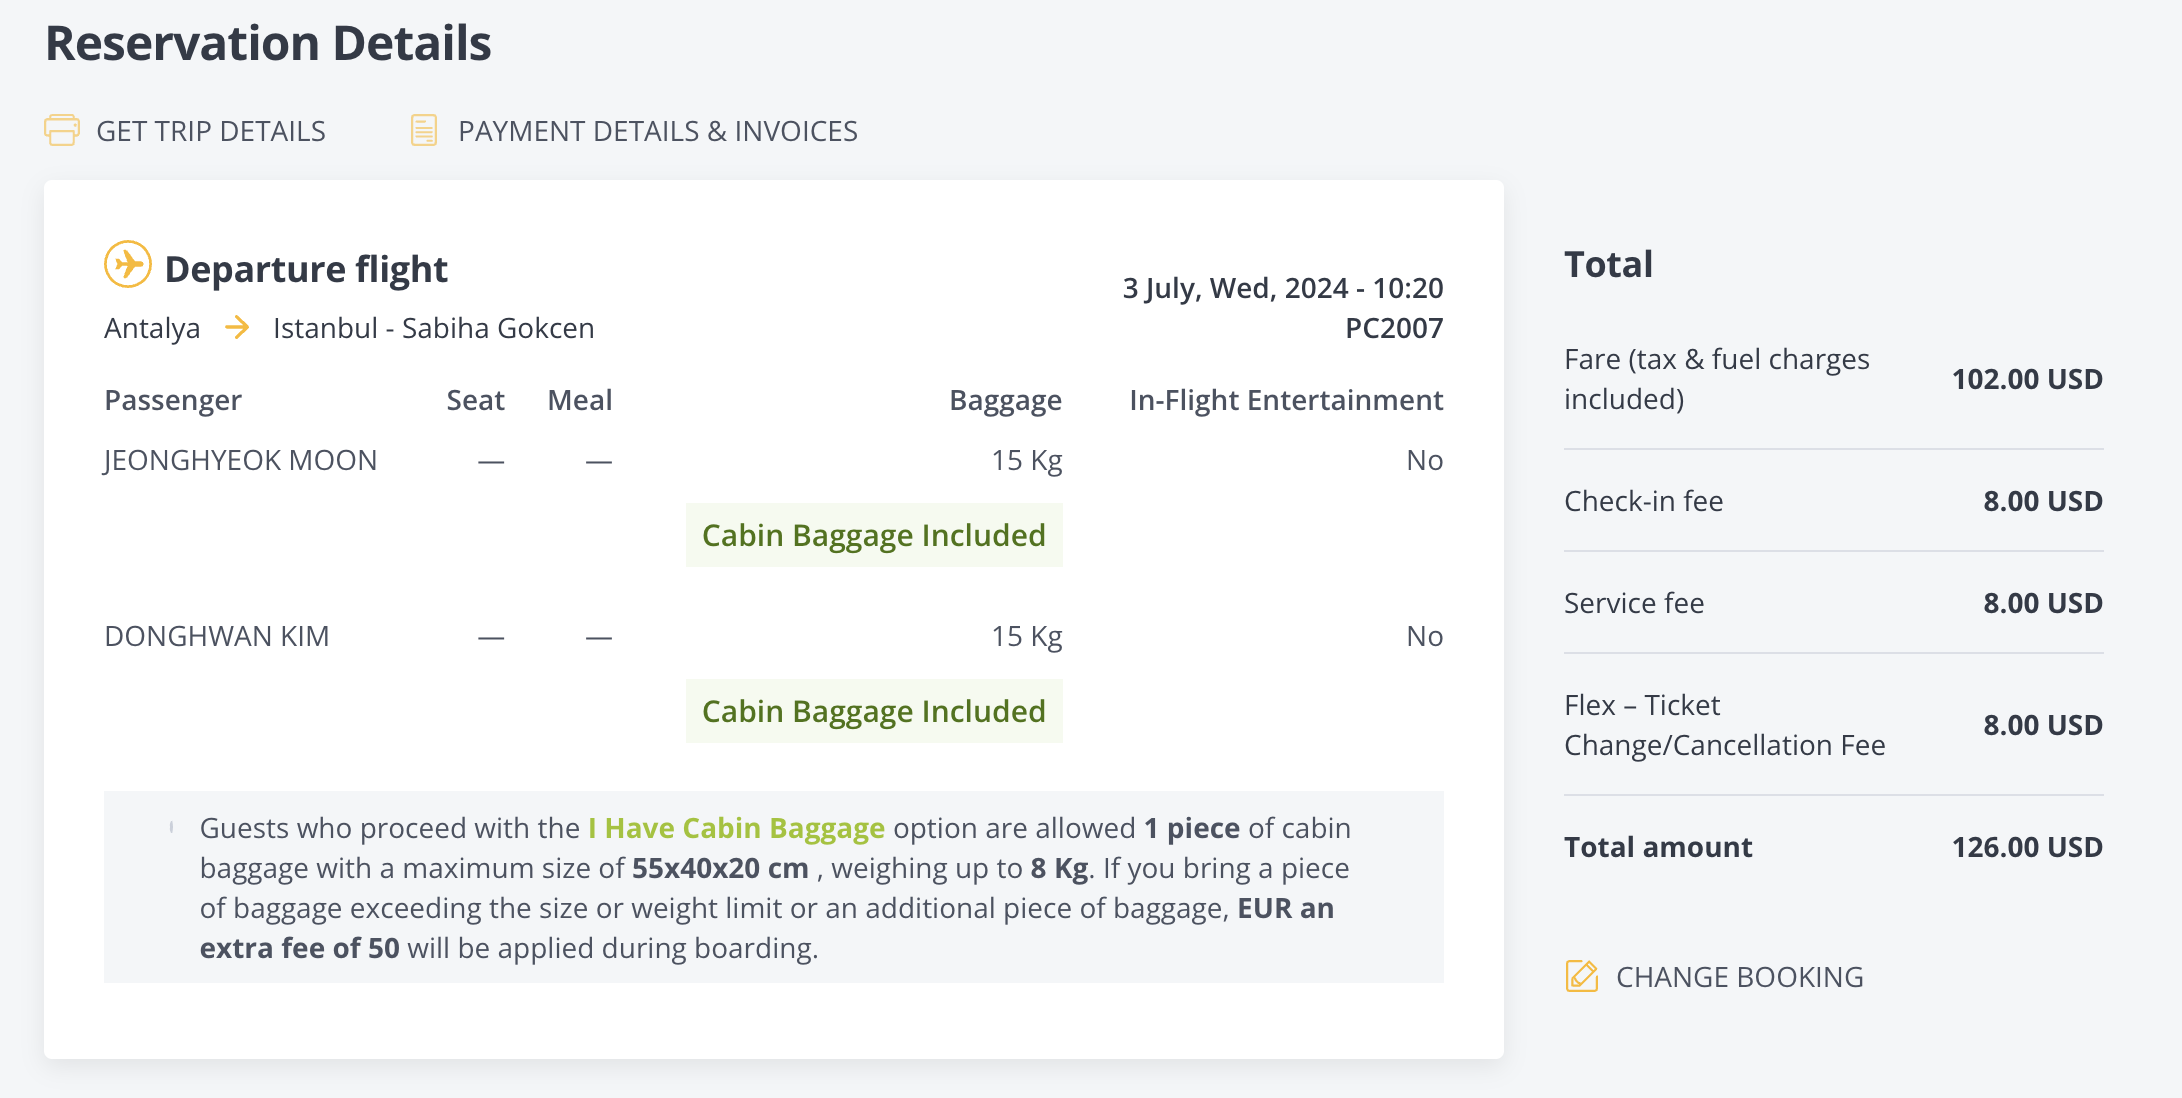 Reservation Details
GET TRIP DETAILS
PAYMENT DETAILS & INVOICES
Departure flight
3 July, Wed, 2024 - 10:20
Antalya Istanbul - Sabiha Gokcen
PC2007
Passenger Seat Meal Baggage In-Flight Entertainment
JEONGHYEOK MOON — — 15 Kg No
Cabin Baggage Included
DONGHWAN KIM — — 15 Kg No
Cabin Baggage Included
Guests who proceed with the I Have Cabin Baggage option are allowed 1 piece of cabin
baggage with a maximum size of 55x40x20 cm , weighing up to 8 Kg. If you bring a piece
of baggage exceeding the size or weight limit or an additional piece of baggage, EUR an
extra fee of 50 will be applied during boarding.
Total
Fare (tax & fuel charges
included)
102.00 USD
Check-in fee 8.00 USD
Service fee 8.00 USD
Flex – Ticket
Change/Cancellation Fee
8.00 USD
Total amount 126.00 USD
CHANGE BOOKING